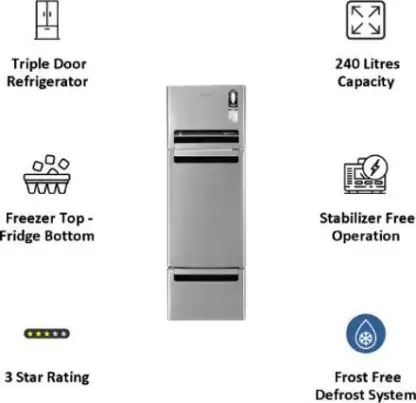 Triple Door
Refrigerator
240 Litres
Capacity
Freezer Top -
Fridge Bottom
Stabilizer Free
Operation
3 Star Rating
Frost Free
Defrost System